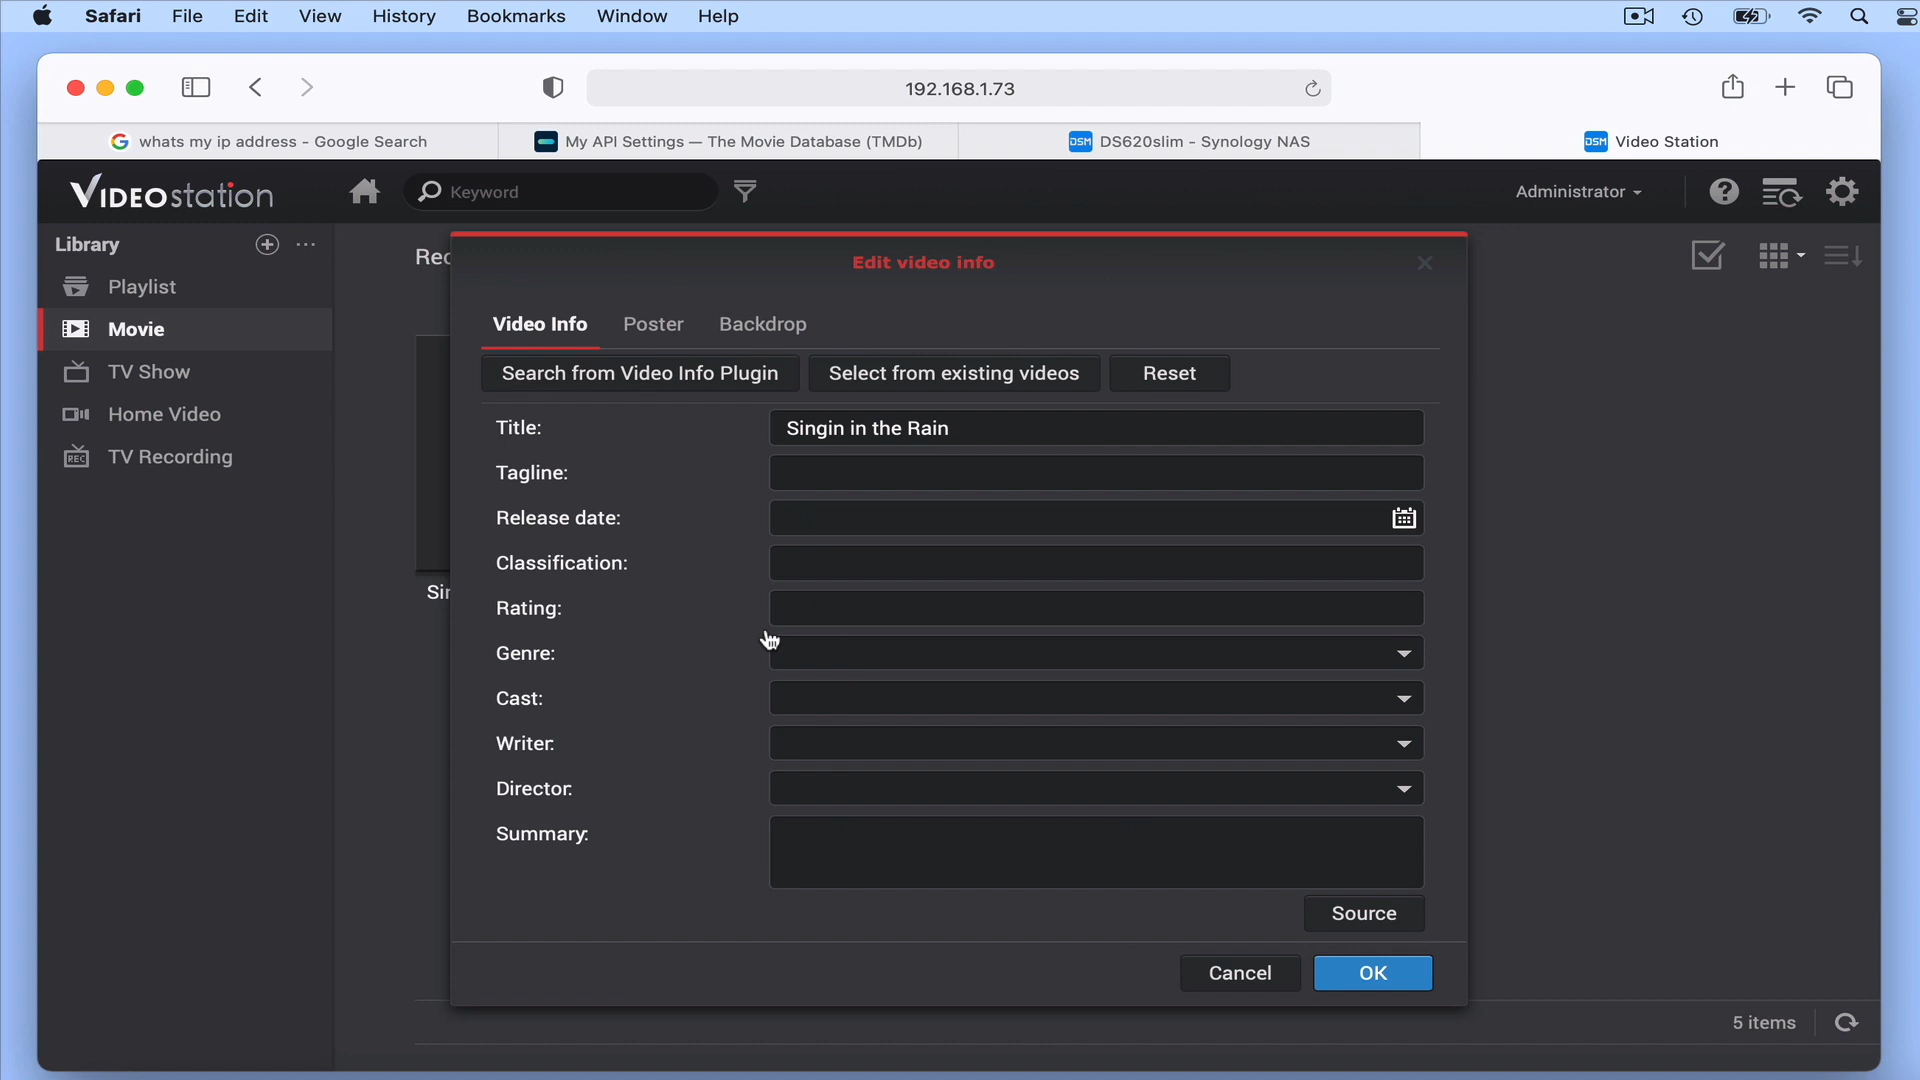 Safari File Edit View History Bookmarks Window Help
192.168.1.73
whats my ip address - Google Search
My API Settings — The Movie Database (TMDb)
DSM DS620slim - Synology NAS
DSM Video Station
VIDEOstation
Keyword
Administrator
Library
Playlist
Movie
TV Show
Home Video
REC TV Recording
Rec
Sin
Edit video info
Video Info Poster Backdrop
Search from Video Info Plugin Select from existing videos Reset
Title: Singin in the Rain
Tagline:
Release date:
Classification:
Rating:
Genre:
Cast:
Writer:
Director:
Summary:
Source
Cancel OK
5 items